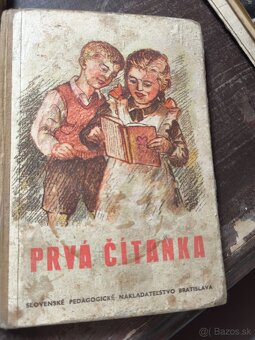 PRVÁ ČÍTANKA
SLOVENSKÉ PEDAGOGICKÉ NAKLADATEĽSTVO BRATISLAVA
Bazos.sk